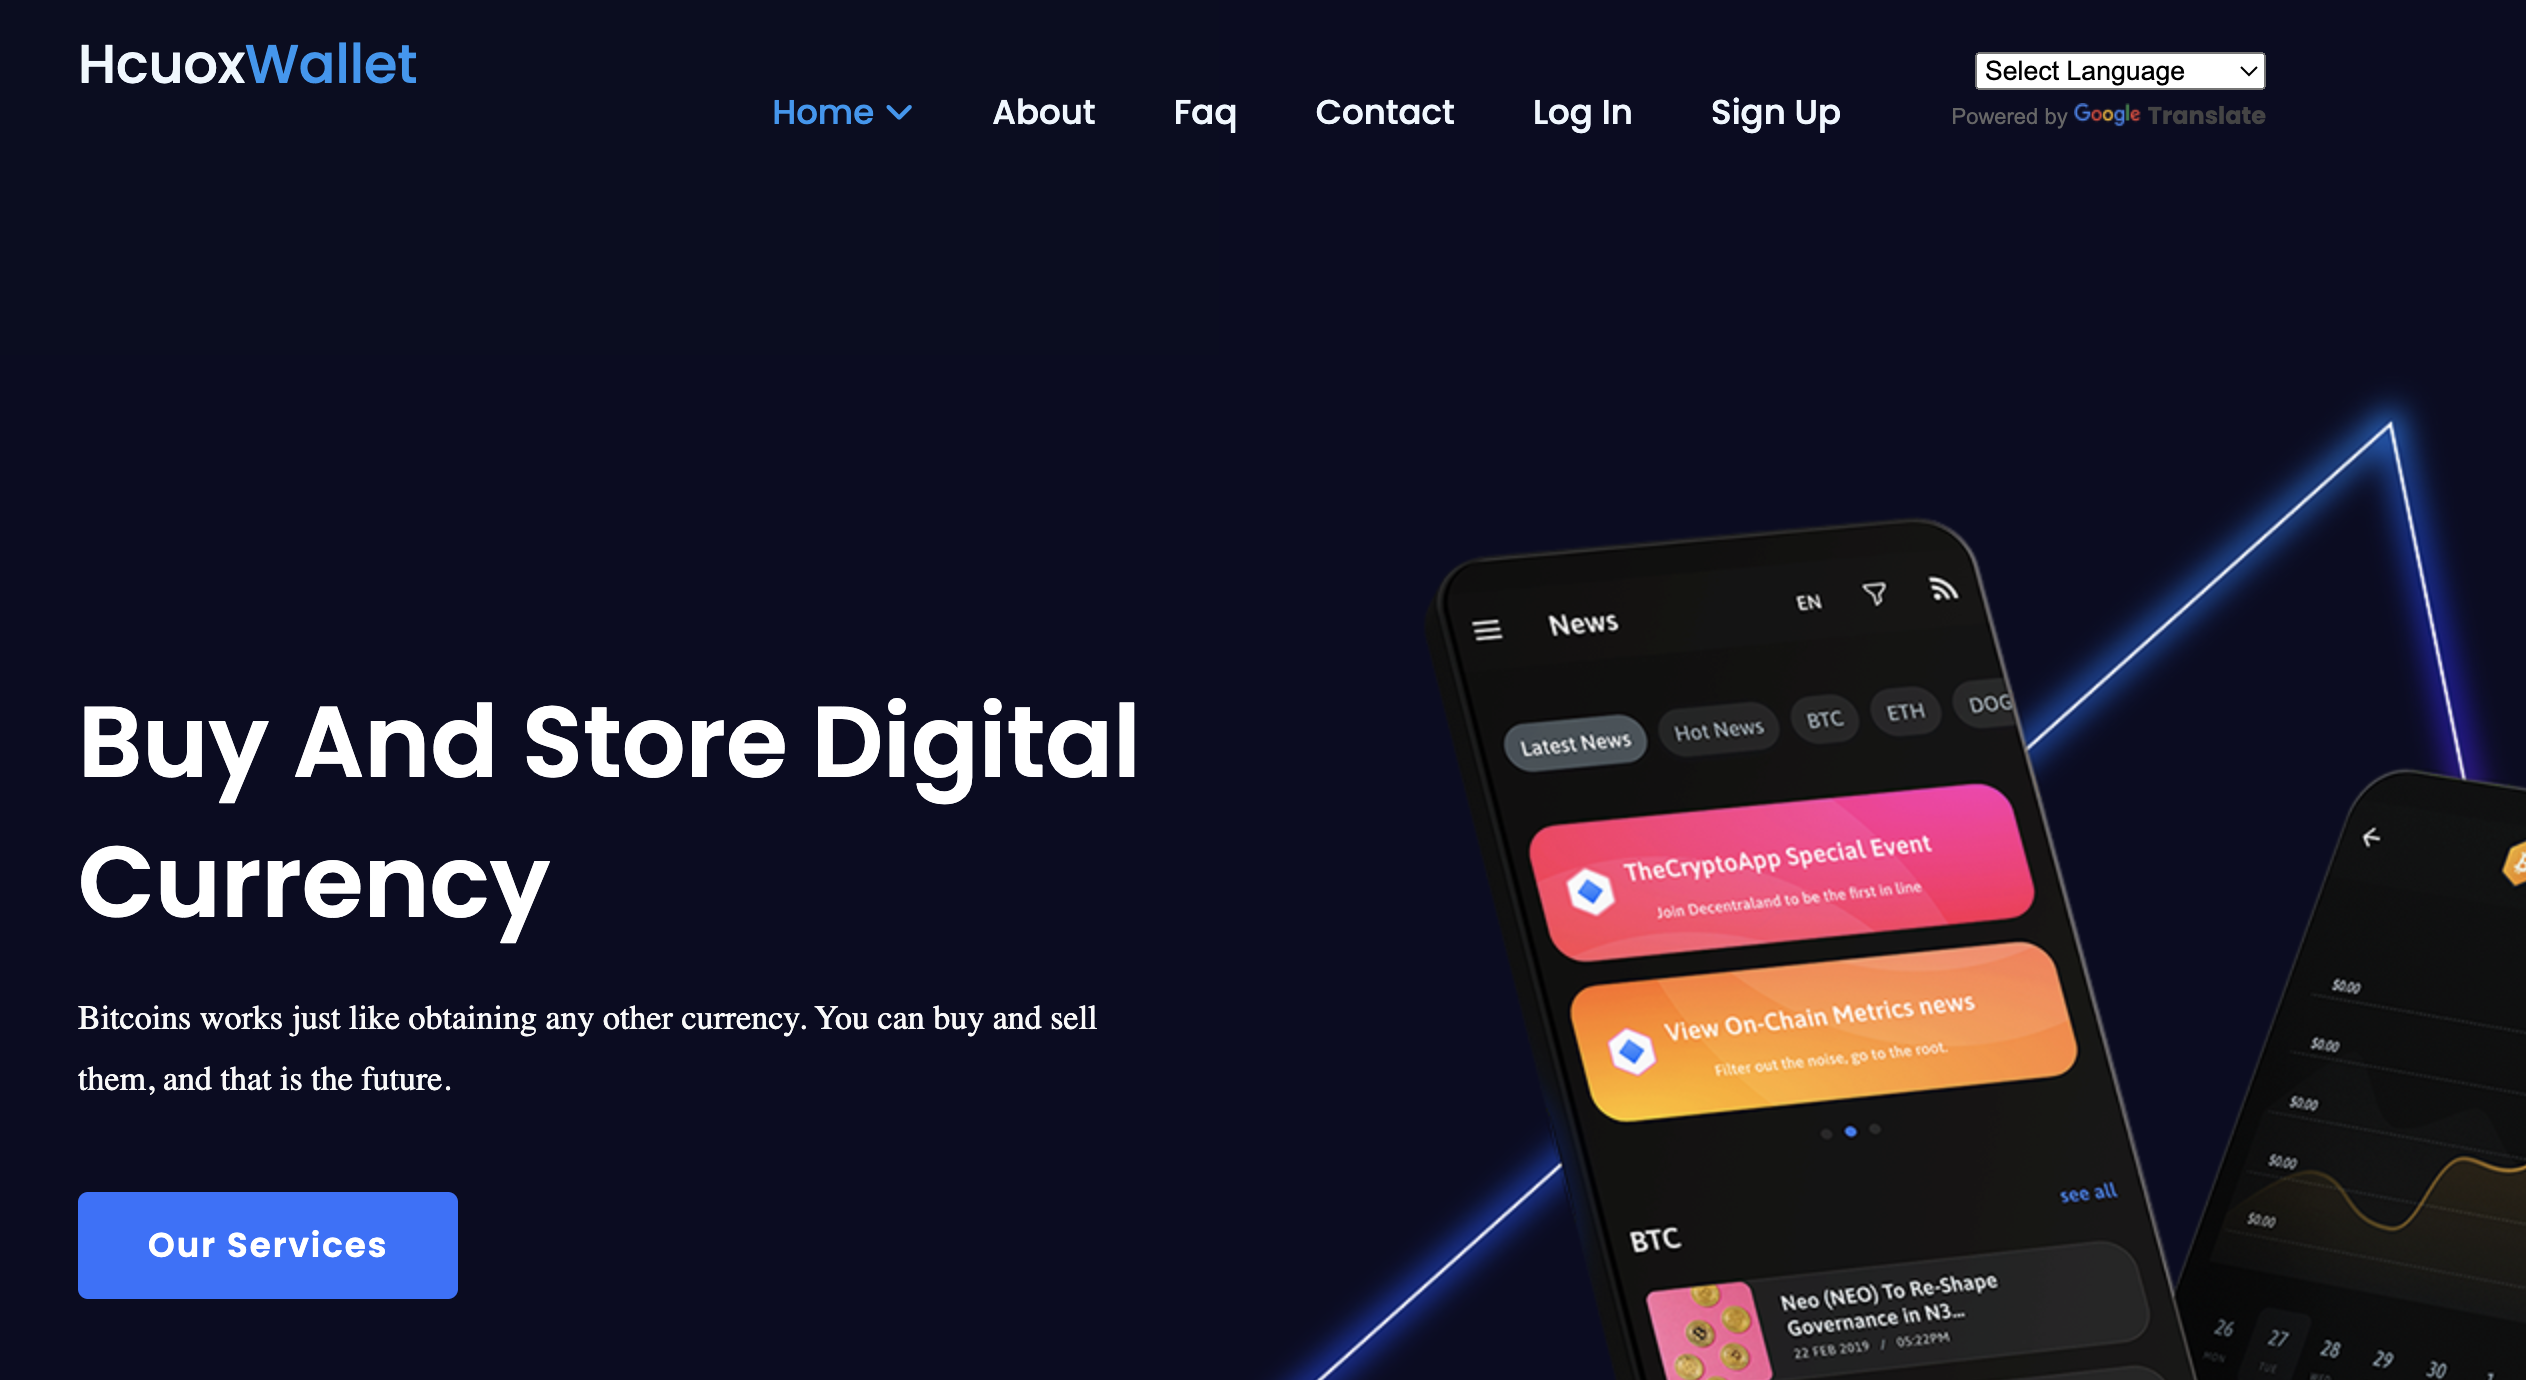 HcuoxWallet
Home
About
Faq
Contact
Log In
Sign Up
Select Language
Powered by Google Translate
Buy And Store Digital
Currency
Bitcoins works just like obtaining any other currency. You can buy and sell
them, and that is the future.
Our Services
News
EN
Latest News
Hot News
BTC
ETH
DOG
TheCryptoApp Special Event
Join Decentraland to be the first in line
View On-Chain Metrics news
Filter out the noise, go to the root.
see all
BTC
Neo (NEO) To Re-Shape
Governance in N3...
22 FEB 2019 / 05:22PM
$0.00
$0.00
$0.00
$0.00
$0.00
26 27 28 29 30
MON TUE